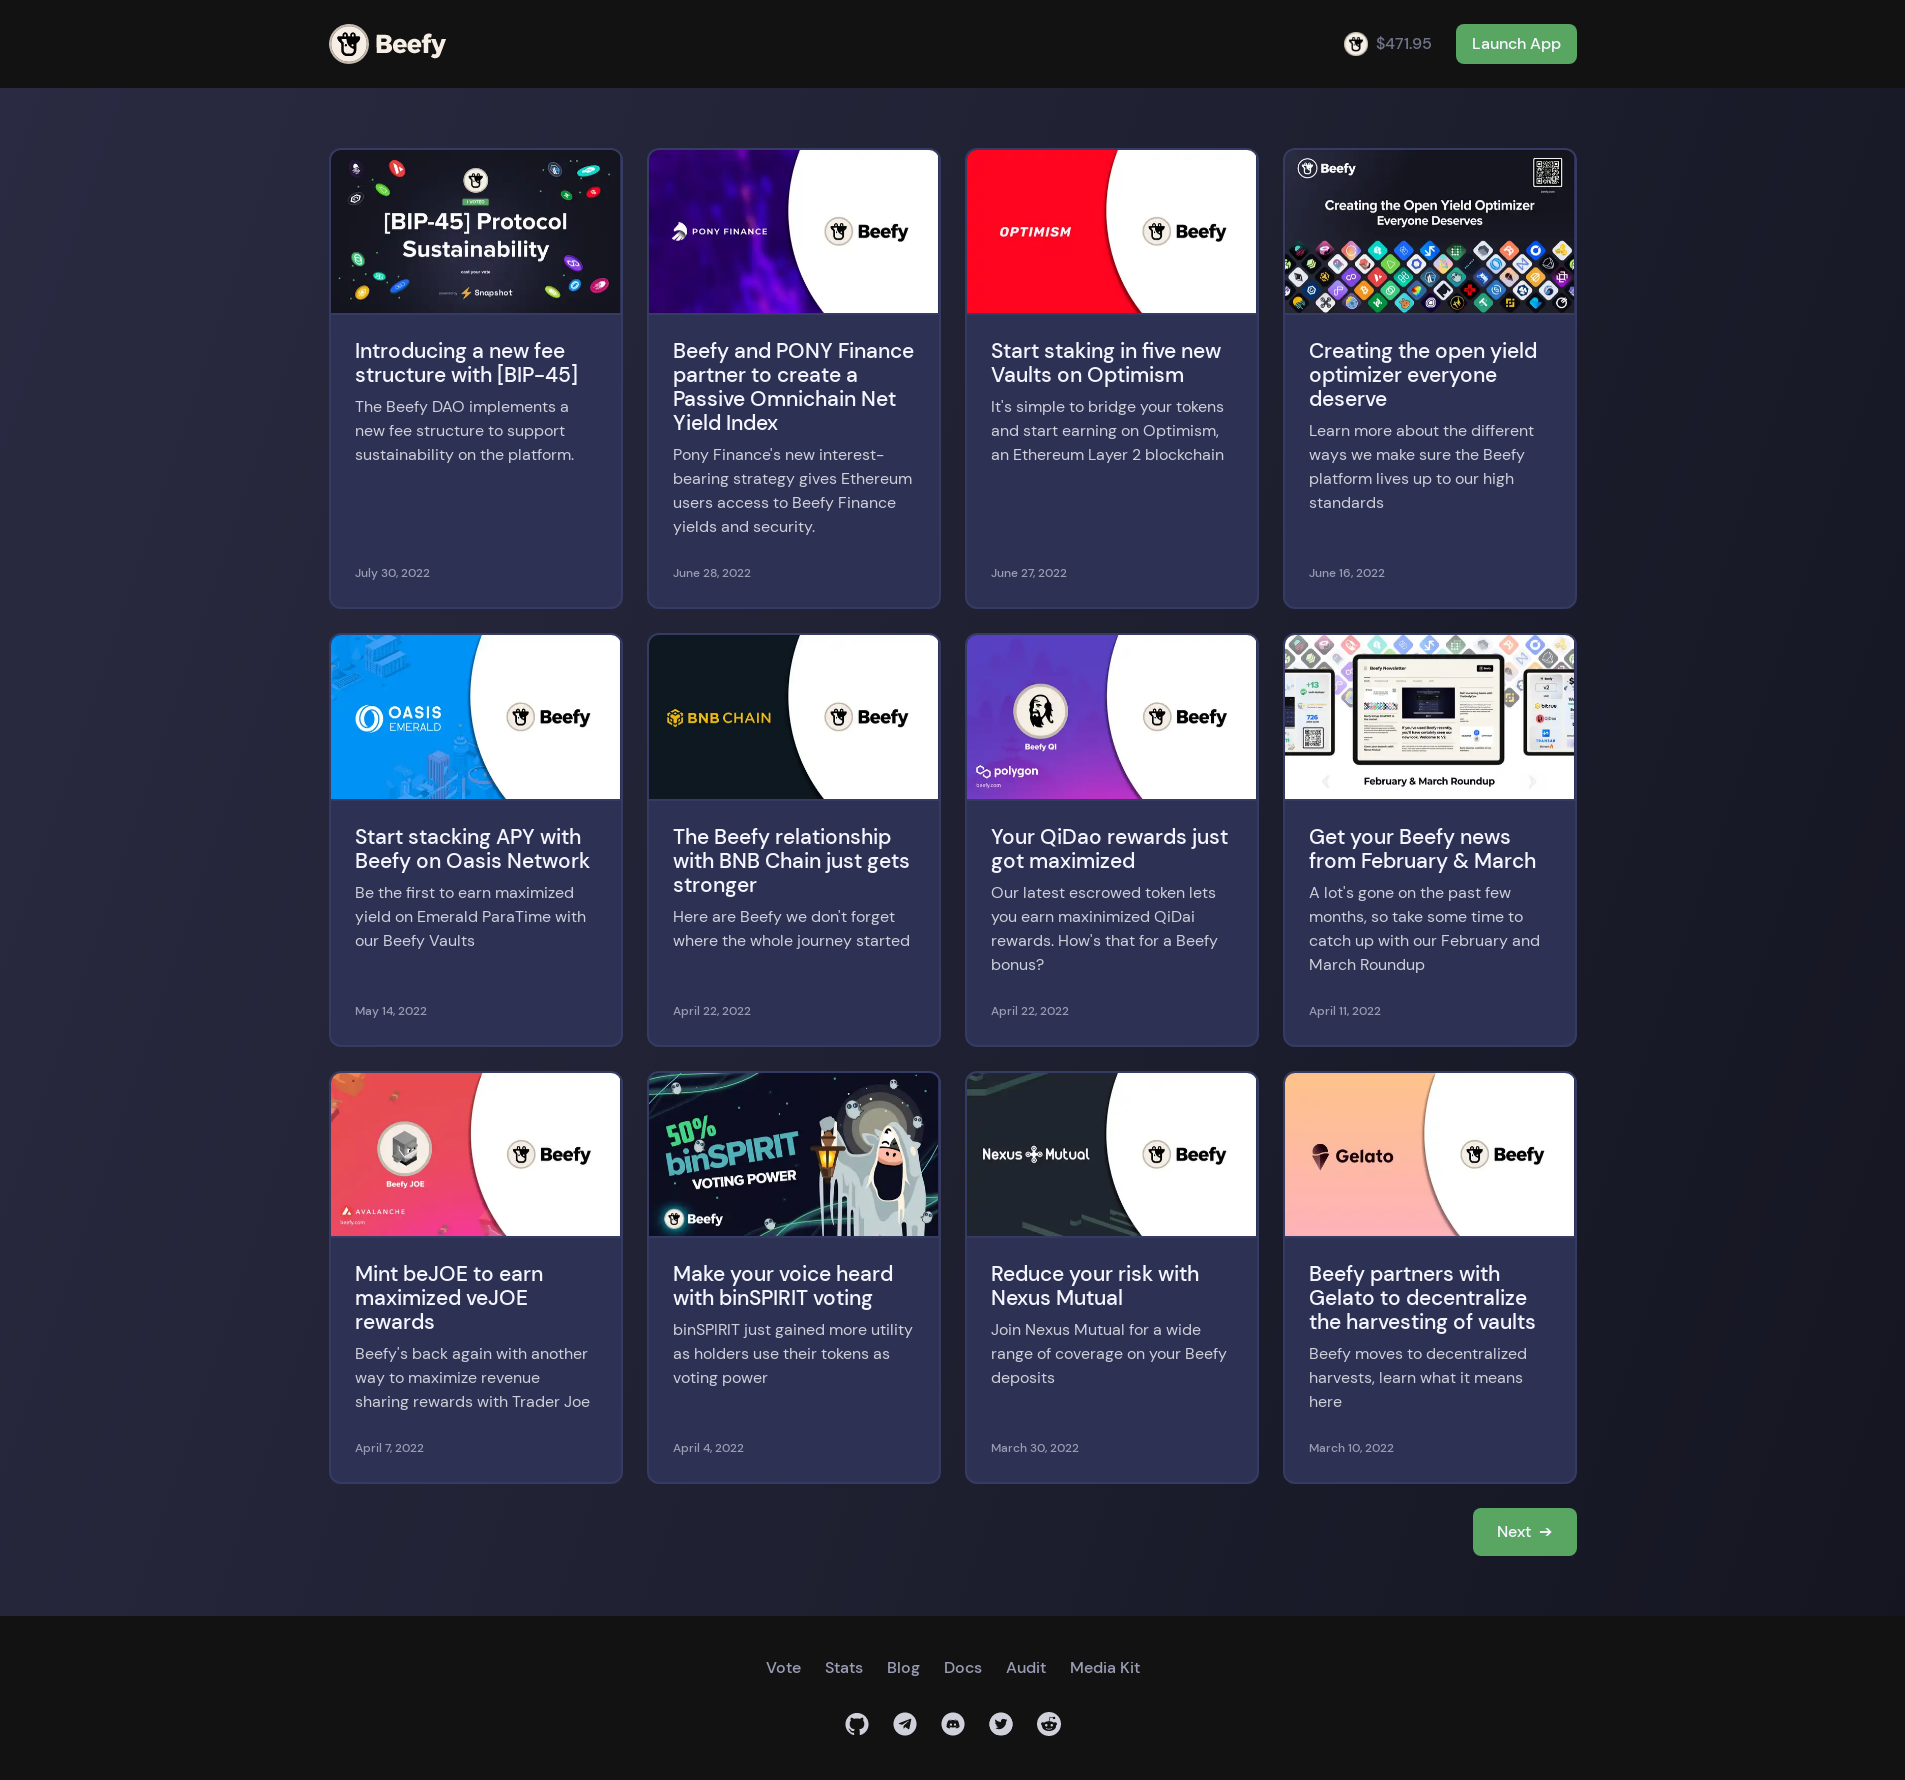 Beefy
$471.95
Launch App
I VOTED
[BIP-45] Protocol
Sustainability
cast your vote
Snapshot
Introducing a new fee
structure with [BIP-45]
The Beefy DAO implements a
new fee structure to support
sustainability on the platform.
July 30, 2022
PONY FINANCE
Beefy
Beefy and PONY Finance
partner to create a
Passive Omnichain Net
Yield Index
Pony Finance's new interest-
bearing strategy gives Ethereum
users access to Beefy Finance
yields and security.
June 28, 2022
OPTIMISM
Beefy
Start staking in five new
Vaults on Optimism
It's simple to bridge your tokens
and start earning on Optimism,
an Ethereum Layer 2 blockchain
June 27, 2022
Beefy
Creating the Open Yield Optimizer
Everyone Deserves
Creating the open yield
optimizer everyone
deserve
Learn more about the different
ways we make sure the Beefy
platform lives up to our high
standards
June 16, 2022
OASIS
EMERALD
Beefy
Start stacking APY with
Beefy on Oasis Network
Be the first to earn maximized
yield on Emerald ParaTime with
our Beefy Vaults
May 14, 2022
BNB CHAIN
Beefy
The Beefy relationship
with BNB Chain just gets
stronger
Here are Beefy we don't forget
where the whole journey started
April 22, 2022
Beefy QI
polygon
beefy.com
Beefy
Your QiDao rewards just
got maximized
Our latest escrowed token lets
you earn maxinimized QiDai
rewards. How's that for a Beefy
bonus?
April 22, 2022
Beefy Newsletter
+13
726
v2
bitrue
February & March Roundup
Get your Beefy news
from February & March
A lot's gone on the past few
months, so take some time to
catch up with our February and
March Roundup
April 11, 2022
Beefy JOE
AVALANCHE
beefy.com
Beefy
Mint beJOE to earn
maximized veJOE
rewards
Beefy's back again with another
way to maximize revenue
sharing rewards with Trader Joe
April 7, 2022
50%
binSPIRIT
VOTING POWER
Beefy
Make your voice heard
with binSPIRIT voting
binSPIRIT just gained more utility
as holders use their tokens as
voting power
April 4, 2022
Nexus Mutual
Beefy
Reduce your risk with
Nexus Mutual
Join Nexus Mutual for a wide
range of coverage on your Beefy
deposits
March 30, 2022
Gelato
Beefy
Beefy partners with
Gelato to decentralize
the harvesting of vaults
Beefy moves to decentralized
harvests, learn what it means
here
March 10, 2022
Next →
Vote Stats Blog Docs Audit Media Kit